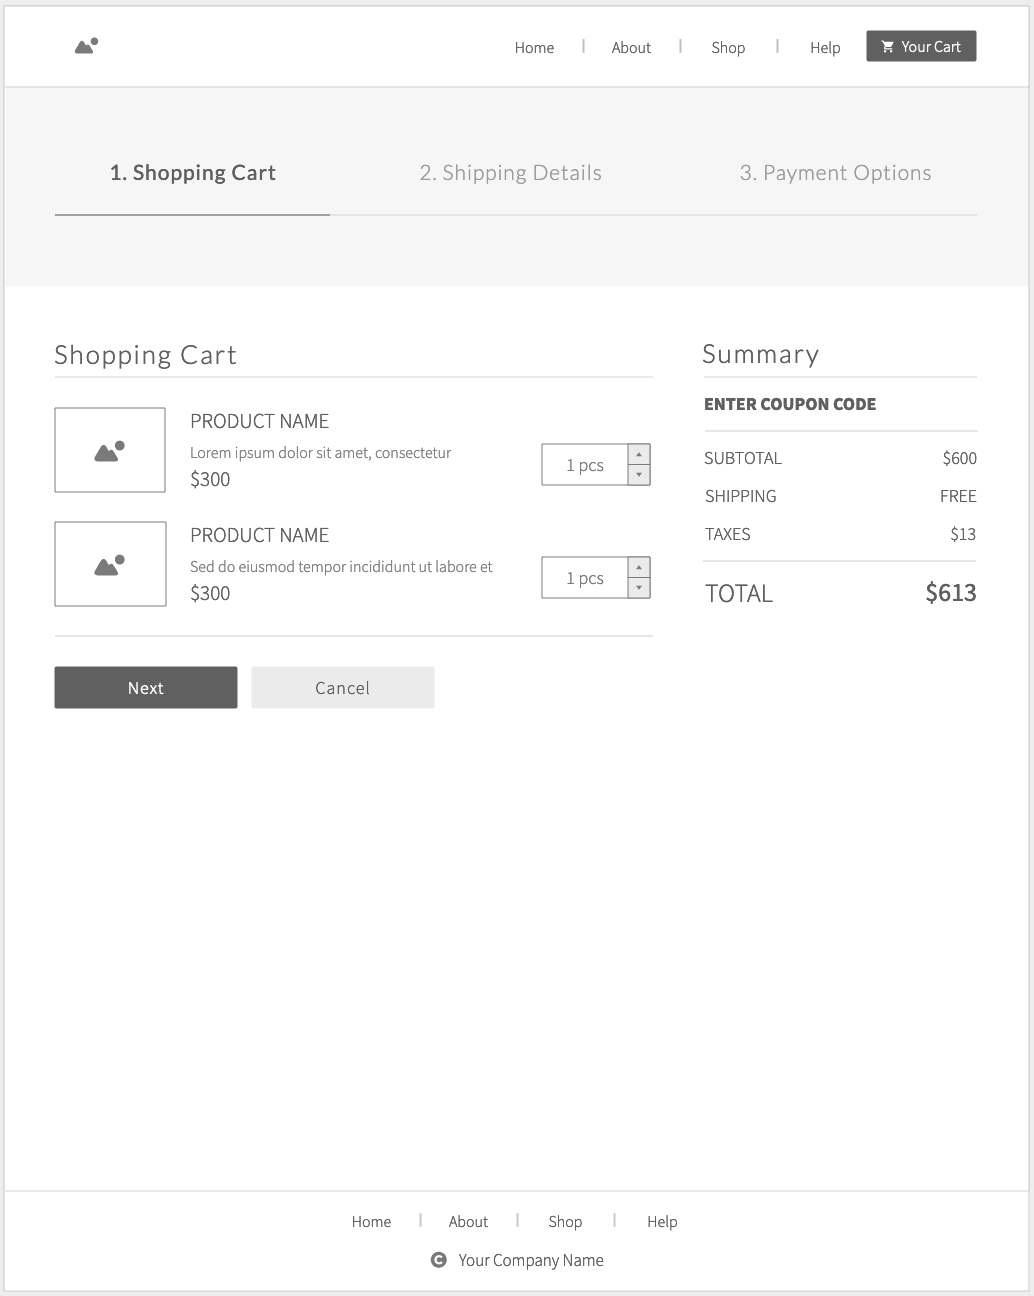 Home | About | Shop | Help Your Cart
1. Shopping Cart 2. Shipping Details 3. Payment Options
Shopping Cart
PRODUCT NAME
Lorem ipsum dolor sit amet, consectetur
$300
1 pcs
PRODUCT NAME
Sed do eiusmod tempor incididunt ut labore et
$300
1 pcs
Next Cancel
Summary
ENTER COUPON CODE
SUBTOTAL $600
SHIPPING FREE
TAXES $13
TOTAL $613
Home | About | Shop | Help
© Your Company Name